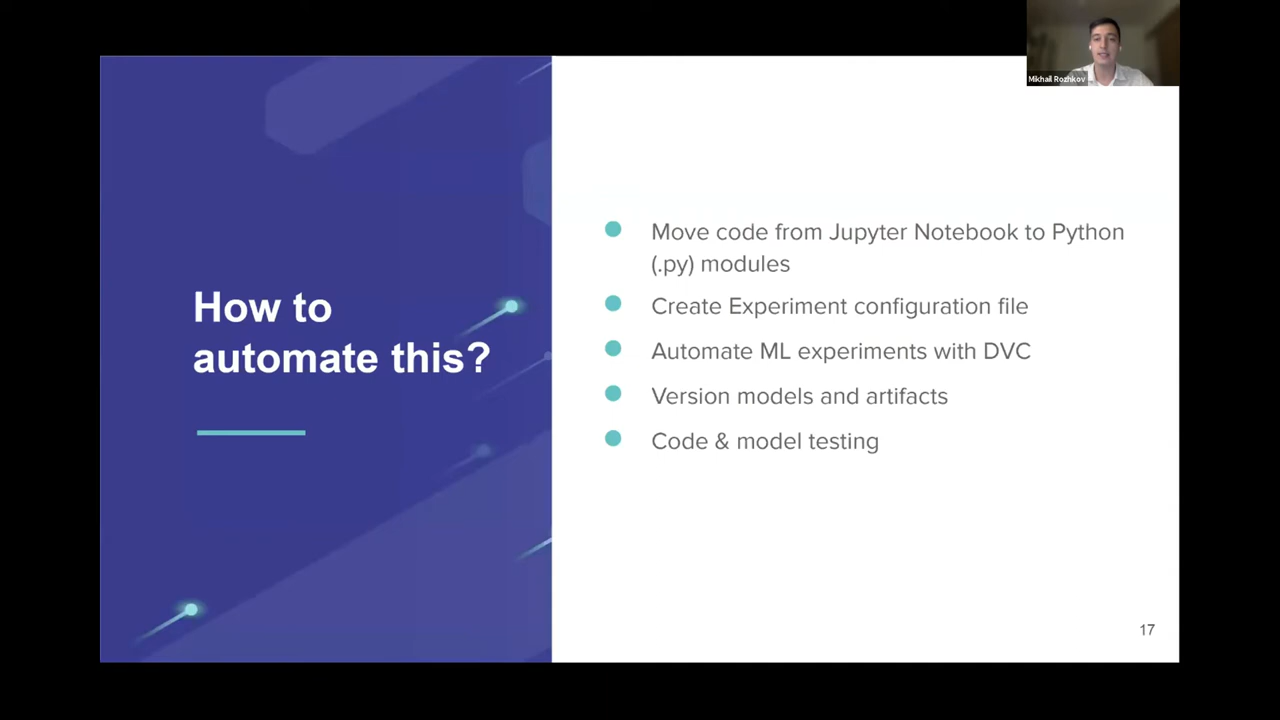 Mikhail Rozhkov
How to
automate this?
Move code from Jupyter Notebook to Python
(.py) modules
Create Experiment configuration file
Automate ML experiments with DVC
Version models and artifacts
Code & model testing
17